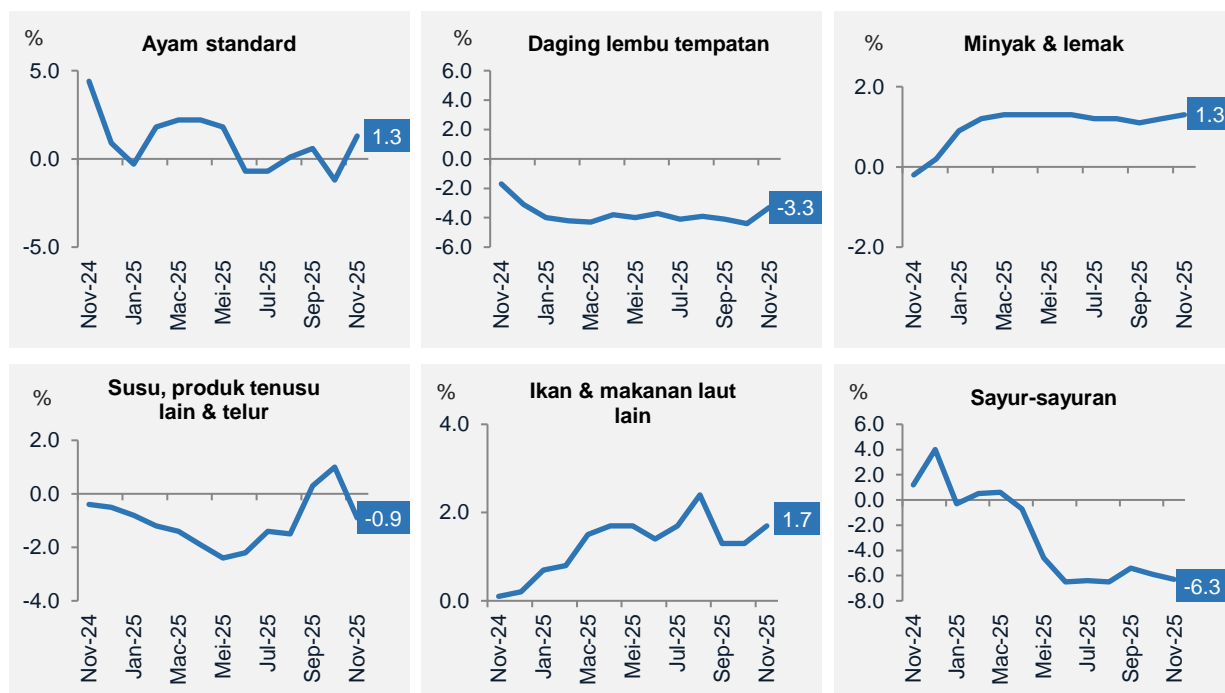 %
Ayam standard
5.0
0.0
-5.0
1.3
Nov-24
Jan-25
Mac-25
Mei-25
Jul-25
Sep-25
Nov-25
%
Daging lembu tempatan
6.0
4.0
2.0
0.0
-2.0
-4.0
-6.0
-3.3
Nov-24
Jan-25
Mac-25
Mei-25
Jul-25
Sep-25
Nov-25
%
Minyak & lemak
2.0
0.0
-2.0
1.3
Nov-24
Jan-25
Mac-25
Mei-25
Jul-25
Sep-25
Nov-25
%
Susu, produk tenusu
lain & telur
2.0
0.0
-2.0
-4.0
-0.9
Nov-24
Jan-25
Mac-25
Mei-25
Jul-25
Sep-25
Nov-25
%
Ikan & makanan laut
lain
4.0
2.0
0.0
1.7
Nov-24
Jan-25
Mac-25
Mei-25
Jul-25
Sep-25
Nov-25
%
Sayur-sayuran
6.0
4.0
2.0
0.0
-2.0
-4.0
-6.0
-8.0
-6.3
Nov-24
Jan-25
Mac-25
Mei-25
Jul-25
Sep-25
Nov-25